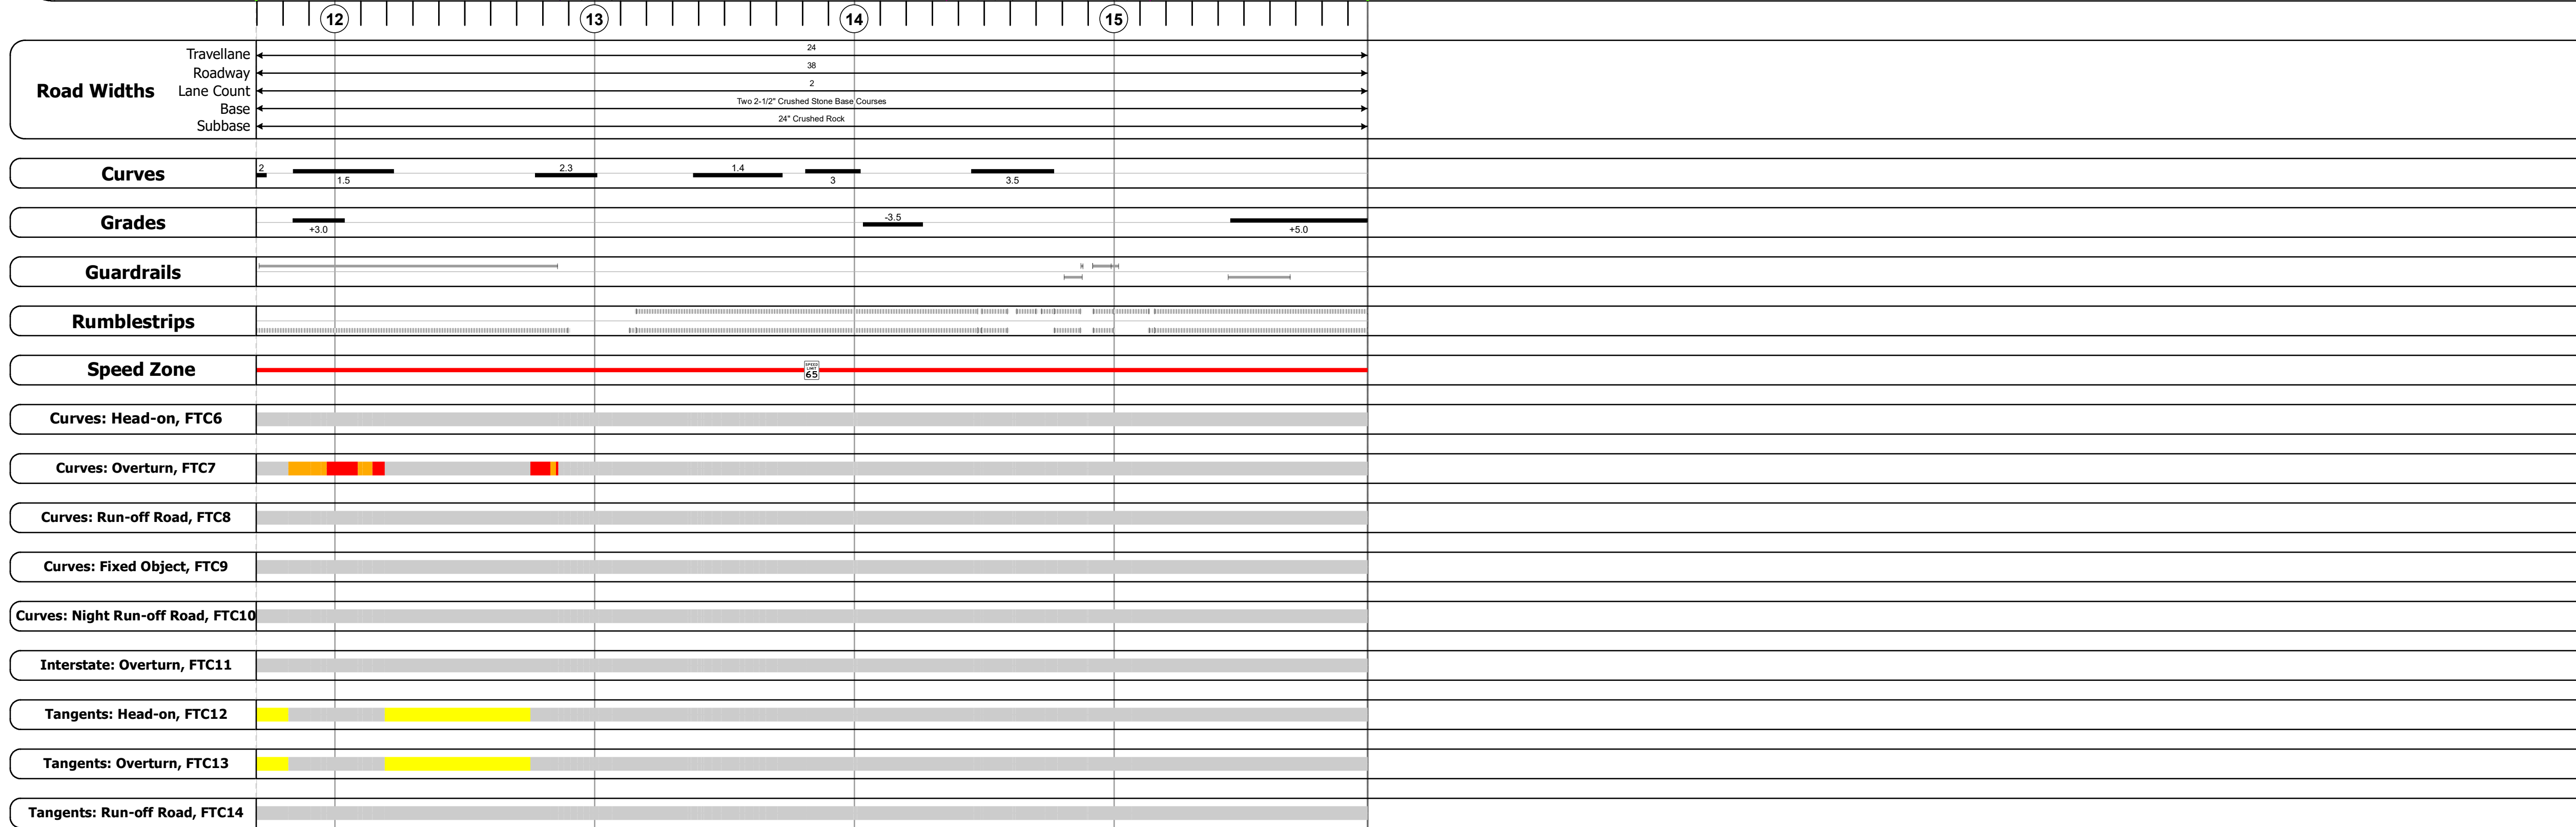 12 13 14 15
Travellane 24
Roadway 38
Road Widths Lane Count 2
Base Two 2-1/2" Crushed Stone Base Courses
Subbase 24" Crushed Rock
2 2.3 1.4
Curves
1.5 3 3.5
-3.5
Grades
+3.0 +5.0
Guardrails
Rumblestrips
Speed Zone SPEED LIMIT 65
Curves: Head-on, FTC6
Curves: Overturn, FTC7
Curves: Run-off Road, FTC8
Curves: Fixed Object, FTC9
Curves: Night Run-off Road, FTC10
Interstate: Overturn, FTC11
Tangents: Head-on, FTC12
Tangents: Overturn, FTC13
Tangents: Run-off Road, FTC14